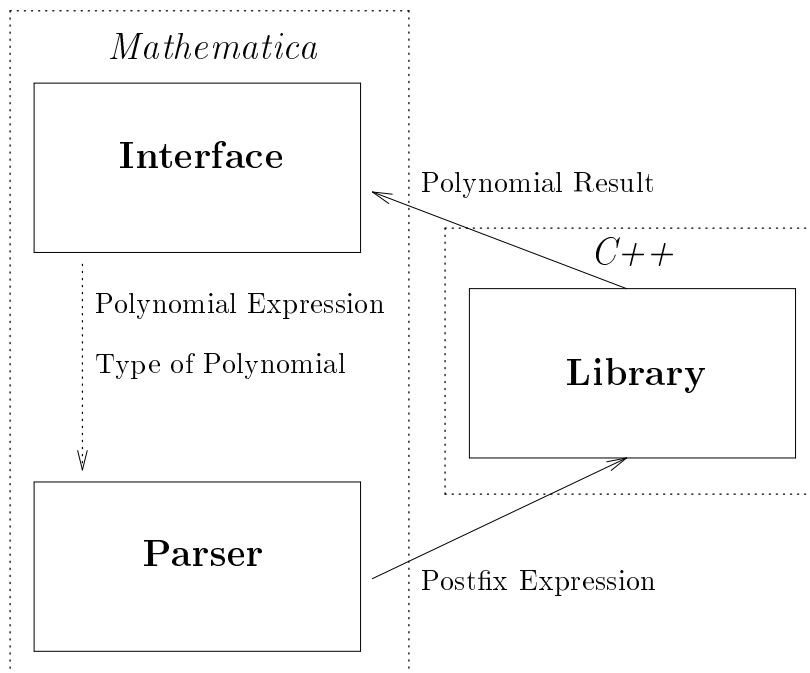 Mathematica
Interface
Polynomial Result
C++
Polynomial Expression
Type of Polynomial
Library
Parser
Postfix Expression